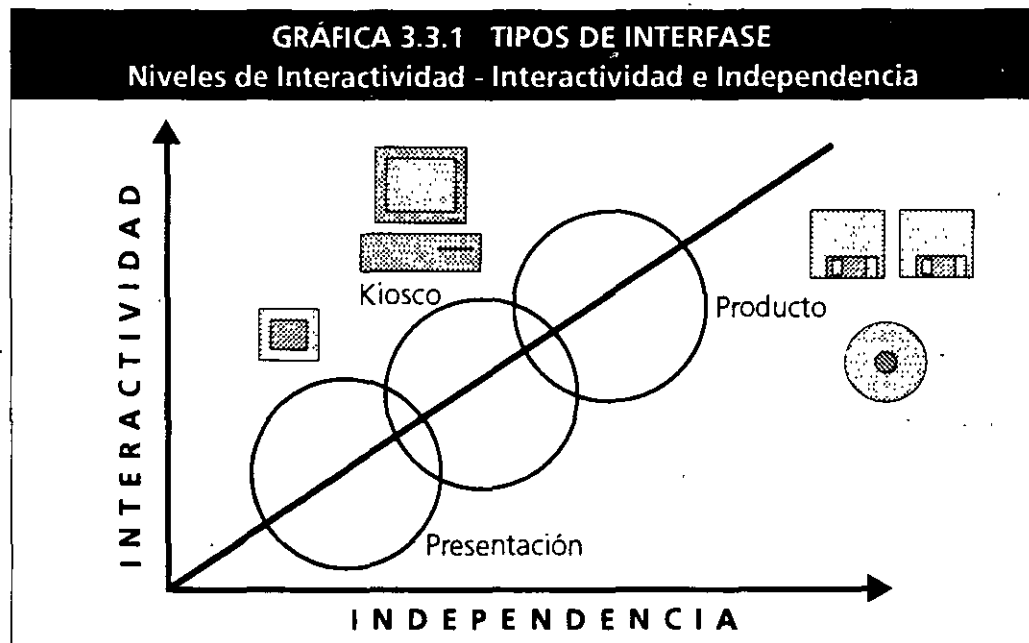 GRÁFICA 3.3.1 TIPOS DE INTERFASE
Niveles de Interactividad - Interactividad e Independencia
INTERACTIVIDAD
Kiosco
Producto
Presentación
INDEPENDENCIA